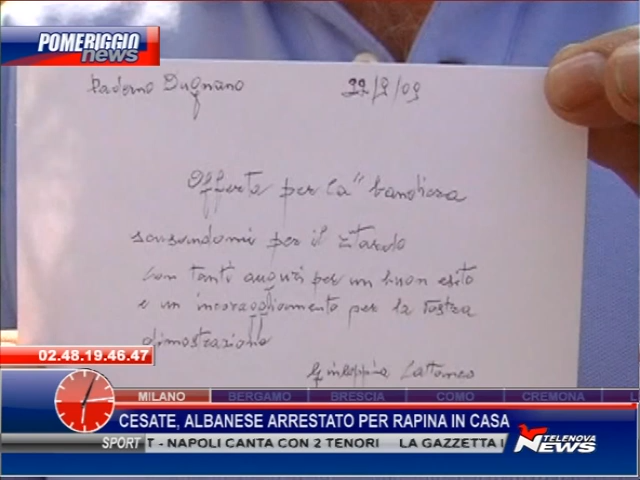 POMERIGGIO
news
Paderno Dugnano 22/9/09
Offerta per la " bandiera
scusandomi per il ritardo
con tanti auguri per un buon esito
e un incoraggiamento per la vostra
dimostrazione
Cattaneo
02.48.19.46.47
MILANO BERGAMO BRESCIA COMO CREMONA L
CESATE, ALBANESE ARRESTATO PER RAPINA IN CASA
SPORT T - NAPOLI CANTA CON 2 TENORI LA GAZZETTA I
TELENOVA
NEWS